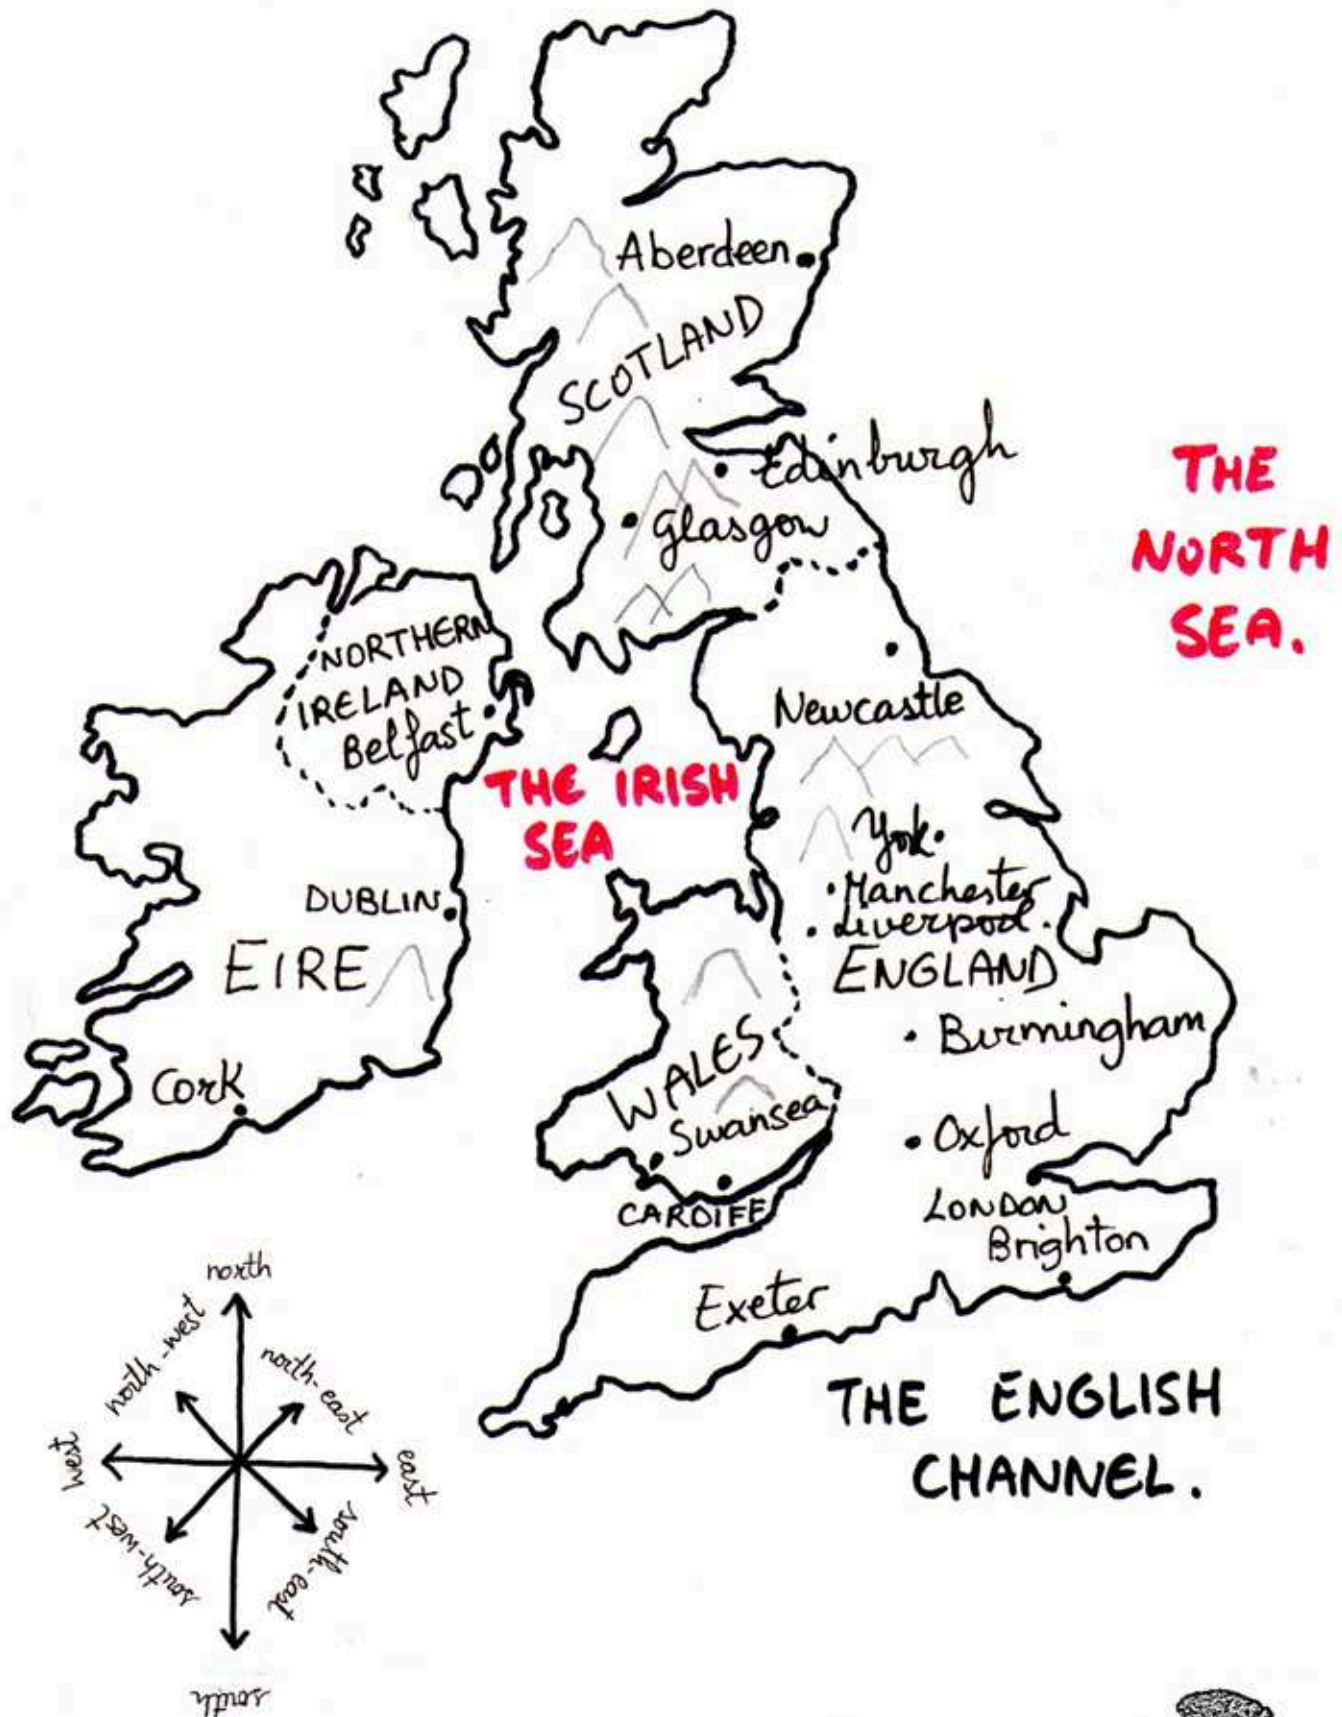 Aberdeen
SCOTLAND
Edinburgh
Glasgow
THE
NORTH
SEA.
NORTHERN
IRELAND
Belfast
Newcastle
THE IRISH
SEA
York
Manchester
Liverpool
DUBLIN
EIRE
ENGLAND
Birmingham
WALES
Cork
Swansea
Oxford
CARDIFF
LONDON
Brighton
Exeter
THE ENGLISH
CHANNEL.
north
north-west
north-east
west
east
south-west
south-east
south